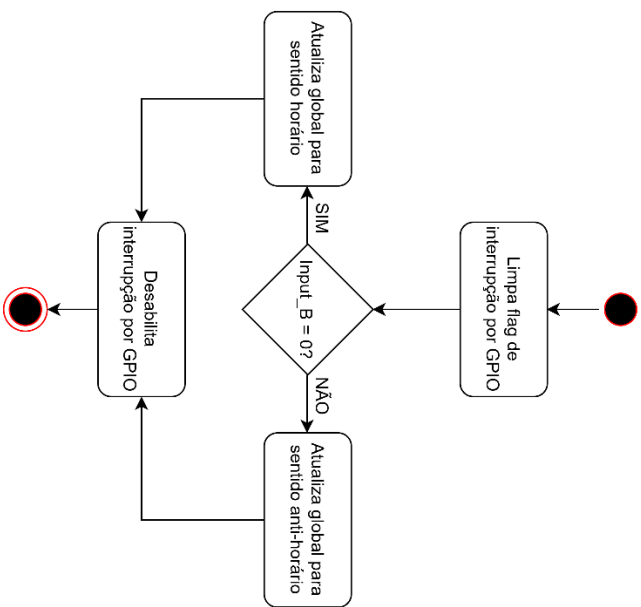 Limpa flag de
interrupção por GPIO
Input_B = 0?
SIM
NÃO
Atualiza global para
sentido horário
Atualiza global para
sentido anti-horário
Desabilita
interrupção por GPIO